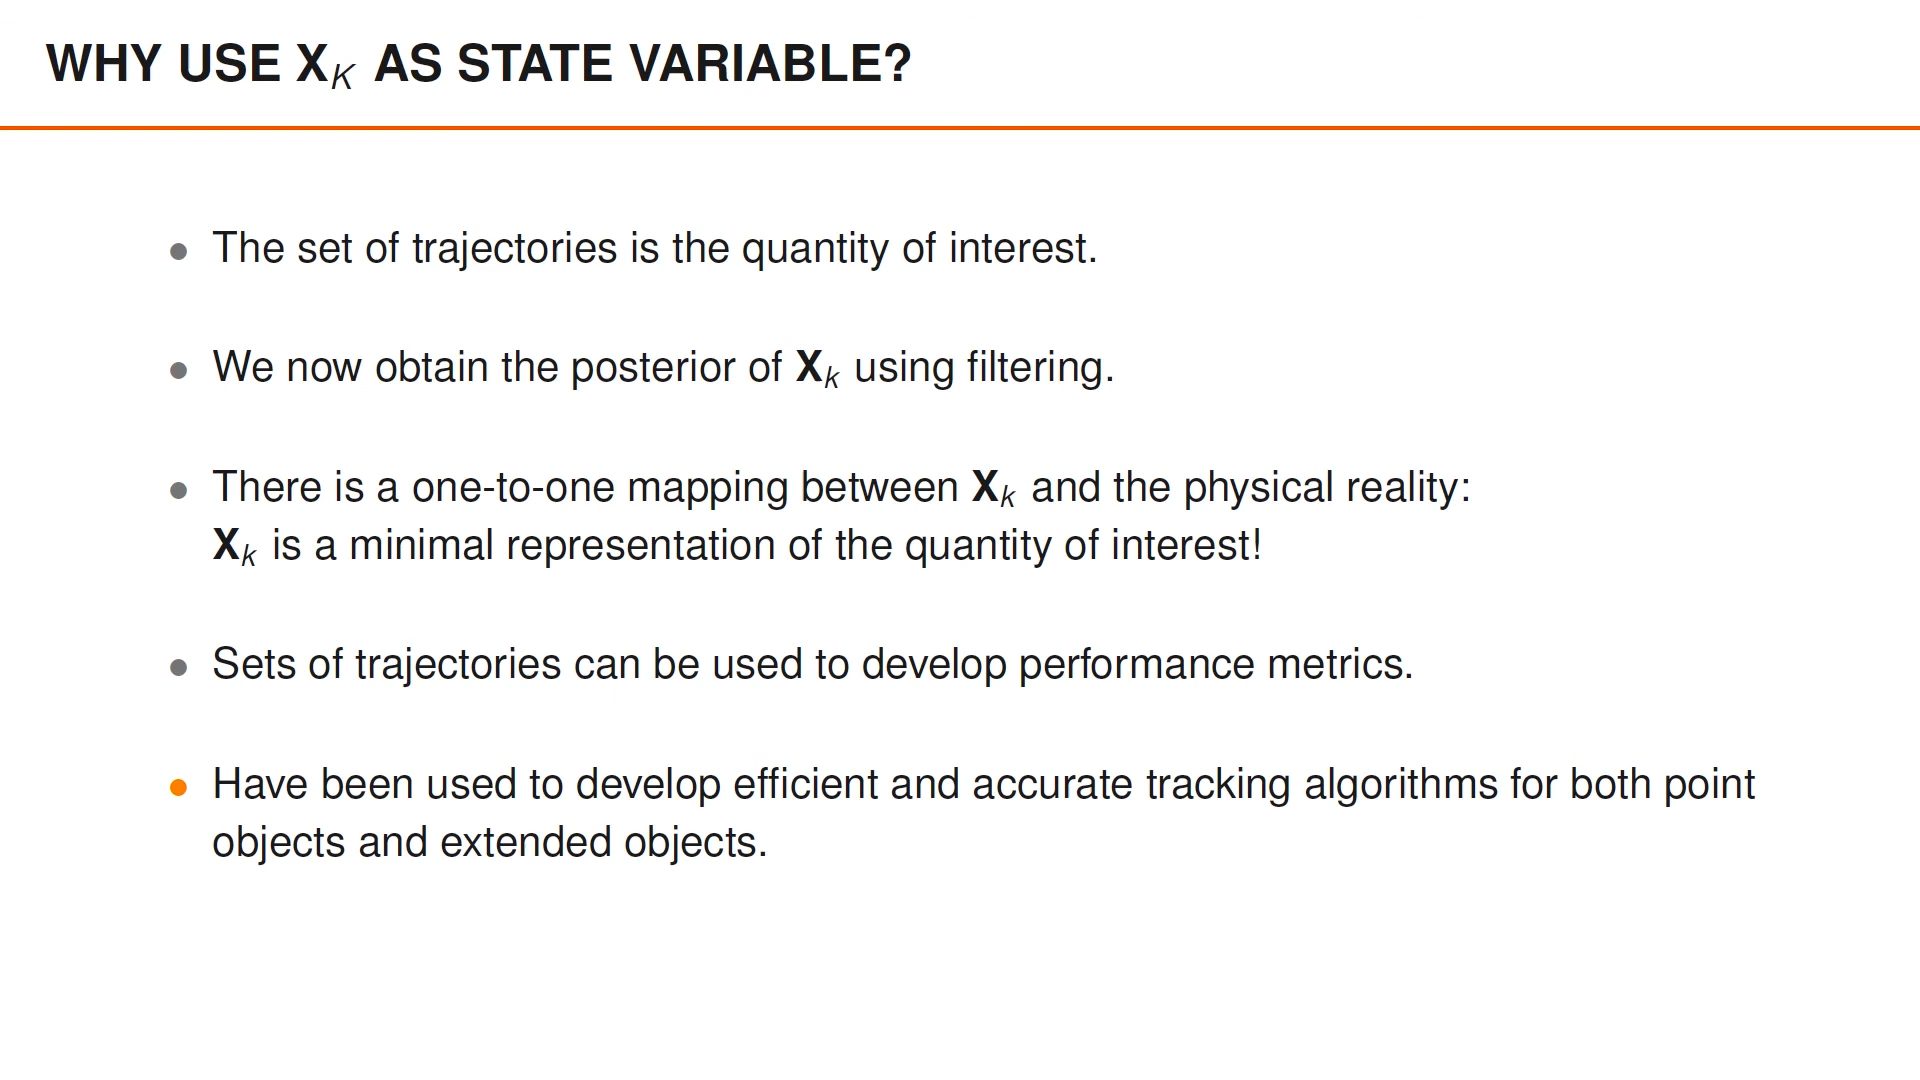 WHY USE X_K AS STATE VARIABLE?
• The set of trajectories is the quantity of interest.
• We now obtain the posterior of X_k using filtering.
• There is a one-to-one mapping between X_k and the physical reality:
X_k is a minimal representation of the quantity of interest!
• Sets of trajectories can be used to develop performance metrics.
• Have been used to develop efficient and accurate tracking algorithms for both point
objects and extended objects.